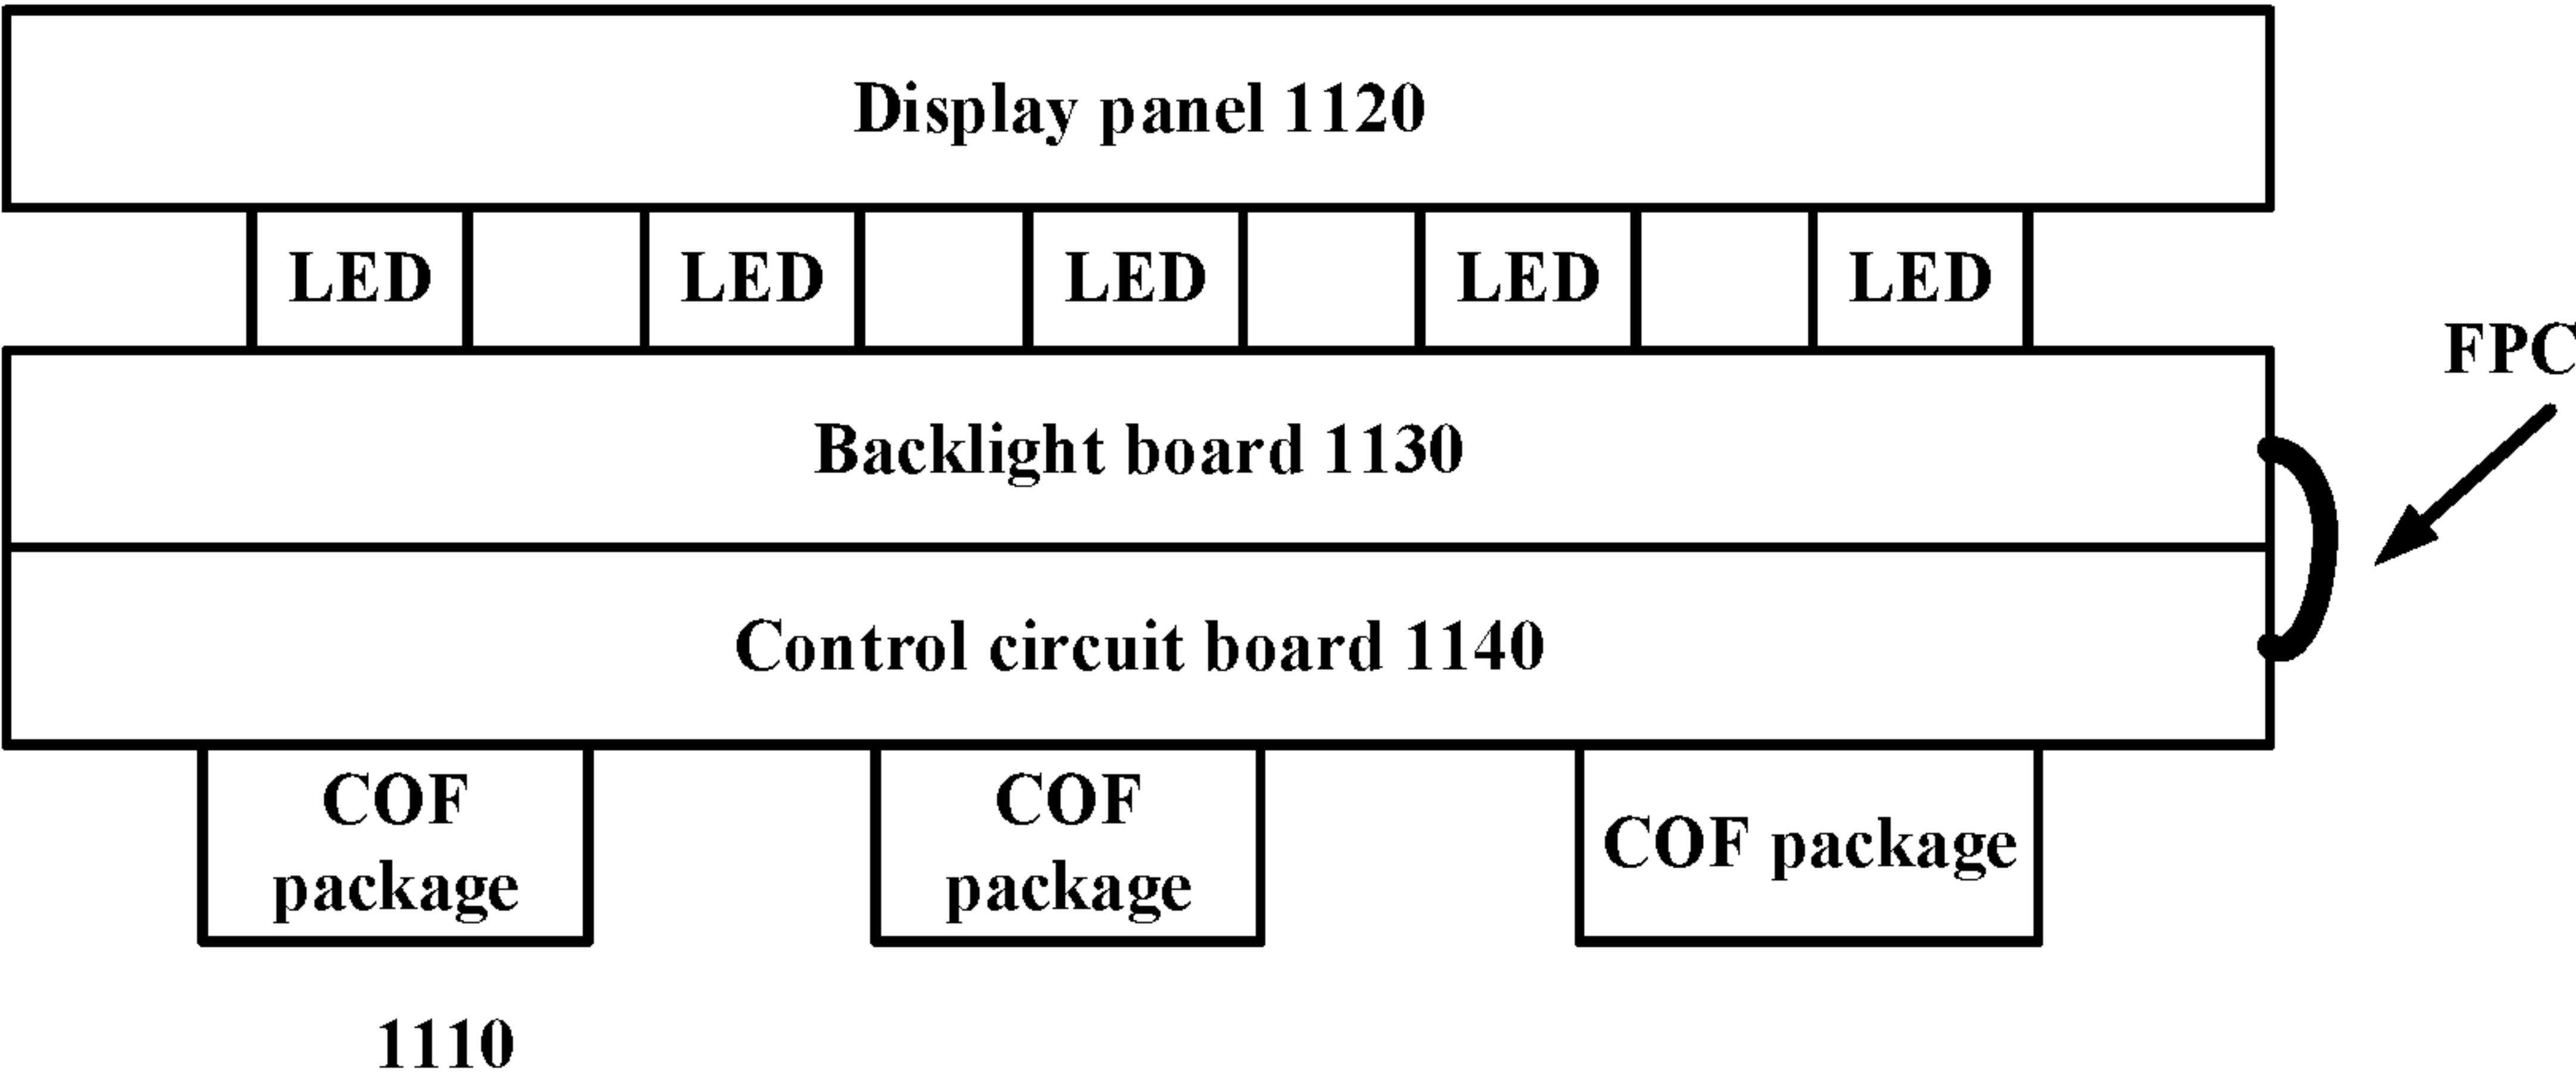 Display panel 1120
LED LED LED LED LED
FPC
Backlight board 1130
Control circuit board 1140
COF
package
COF
package
COF package
1110